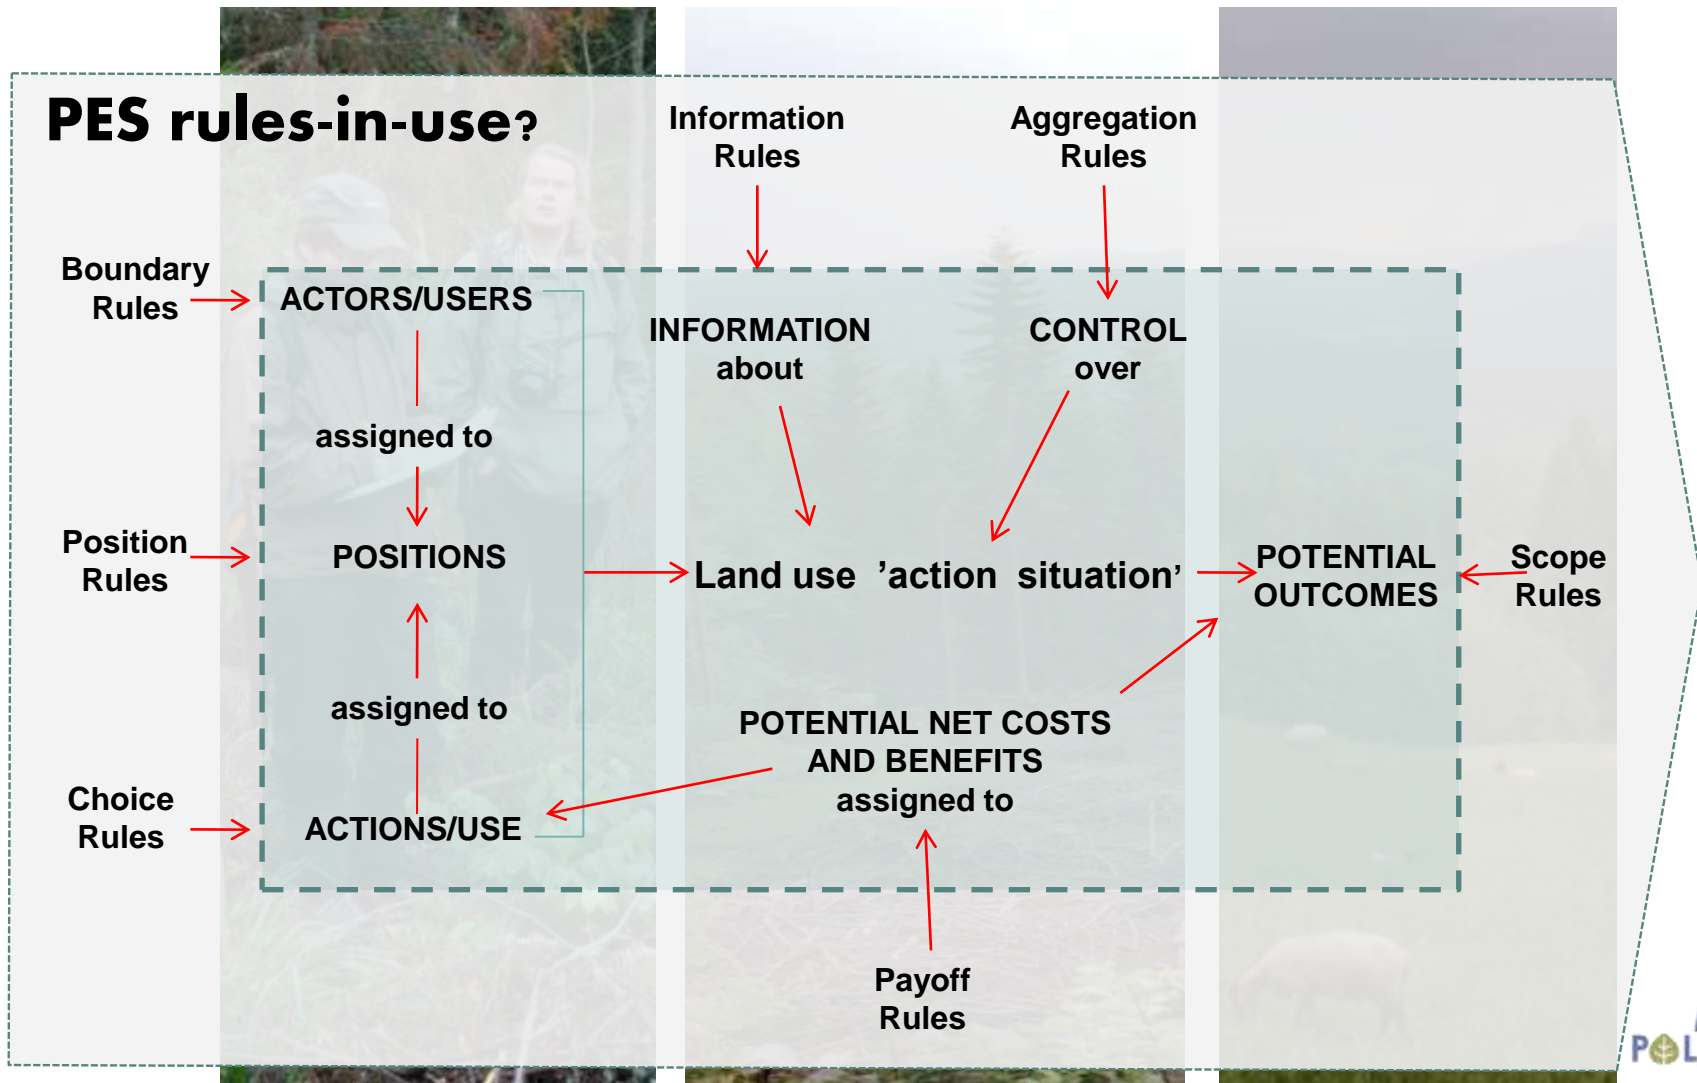 PES rules-in-use?
Information
Rules
Aggregation
Rules
Boundary
Rules
ACTORS/USERS
INFORMATION
about
CONTROL
over
assigned to
Position
Rules
POSITIONS
Land use ’action situation’
POTENTIAL
OUTCOMES
Scope
Rules
assigned to
POTENTIAL NET COSTS
AND BENEFITS
assigned to
Choice
Rules
ACTIONS/USE
Payoff
Rules